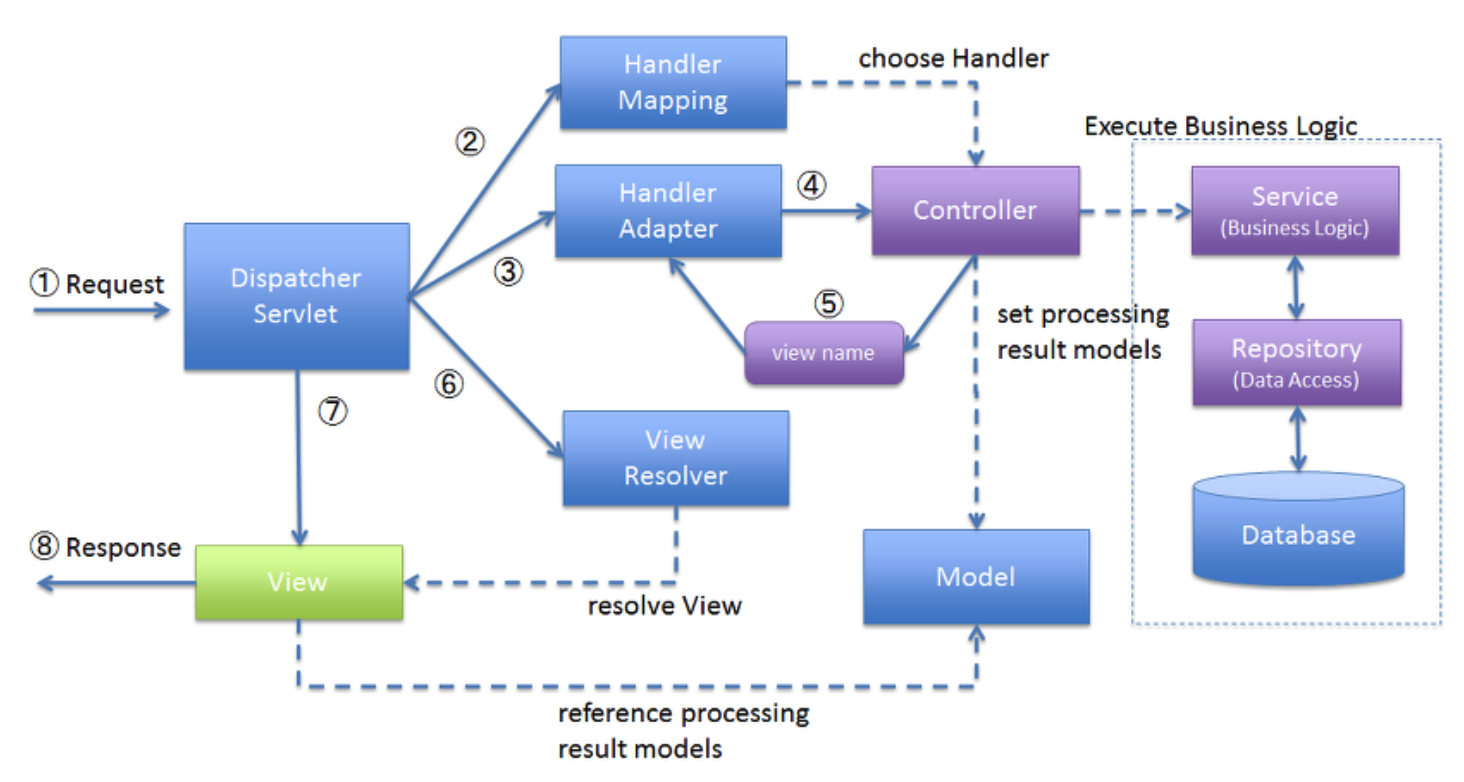 Handler
Mapping
choose Handler
②
Execute Business Logic
Handler
Adapter
④
Controller
Service
(Business Logic)
① Request
Dispatcher
Servlet
③
⑤
view name
set processing
result models
Repository
(Data Access)
⑥
⑦
View
Resolver
Database
⑧ Response
View
resolve View
Model
reference processing
result models